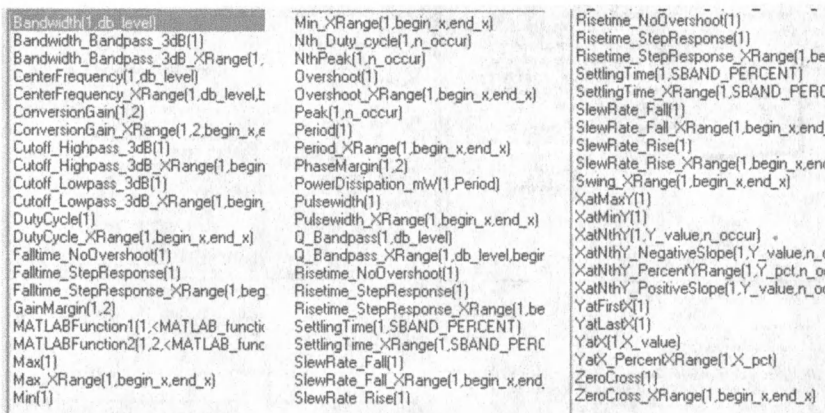 Bandwidth(1,db_level)
Bandwidth_Bandpass_3dB(1)
Bandwidth_Bandpass_3dB_XRange(1,
CenterFrequency(1,db_level)
CenterFrequency_XRange(1,db_level,b
ConversionGain(1,2)
ConversionGain_XRange(1,2,begin_x,e
Cutoff_Highpass_3dB(1)
Cutoff_Highpass_3dB_XRange(1,begin
Cutoff_Lowpass_3dB(1)
Cutoff_Lowpass_3dB_XRange(1,begin_
DutyCycle(1)
DutyCycle_XRange(1,begin_x,end_x)
Falltime_NoOvershoot(1)
Falltime_StepResponse(1)
Falltime_StepResponse_XRange(1,beg
GainMargin(1,2)
MATLABFunction1(1,<MATLAB_functio
MATLABFunction2(1,2,<MATLAB_func
Max(1)
Max_XRange(1,begin_x,end_x)
Min(1)
Min_XRange(1,begin_x,end_x)
Nth_Duty_cycle(1,n_occur)
NthPeak(1,n_occur)
Overshoot(1)
Overshoot_XRange(1,begin_x,end_x)
Peak(1,n_occur)
Period(1)
Period_XRange(1,begin_x,end_x)
PhaseMargin(1,2)
PowerDissipation_mW(1,Period)
Pulsewidth(1)
Pulsewidth_XRange(1,begin_x,end_x)
Q_Bandpass(1,db_level)
Q_Bandpass_XRange(1,db_level,begin
Risetime_NoOvershoot(1)
Risetime_StepResponse(1)
Risetime_StepResponse_XRange(1,be
SettlingTime(1,SBAND_PERCENT)
SettlingTime_XRange(1,SBAND_PERC
SlewRate_Fall(1)
SlewRate_Fall_XRange(1,begin_x,end_
SlewRate_Rise(1)
Risetime_NoOvershoot(1)
Risetime_StepResponse(1)
Risetime_StepResponse_XRange(1,be
SettlingTime(1,SBAND_PERCENT)
SettlingTime_XRange(1,SBAND_PERC
SlewRate_Fall(1)
SlewRate_Fall_XRange(1,begin_x,end_
SlewRate_Rise(1)
SlewRate_Rise_XRange(1,begin_x,end
Swing_XRange(1,begin_x,end_x)
XatMaxY(1)
XatMinY(1)
XatNthY(1,Y_value,n_occur)
XatNthY_NegativeSlope(1,Y_value,n_o
XatNthY_PercentYRange(1,Y_pct,n_oc
XatNthY_PositiveSlope(1,Y_value,n_oc
YatFirstX(1)
YatLastX(1)
YatX(1,X_value)
YatX_PercentXRange(1,X_pct)
ZeroCross(1)
ZeroCross_XRange(1,begin_x,end_x)